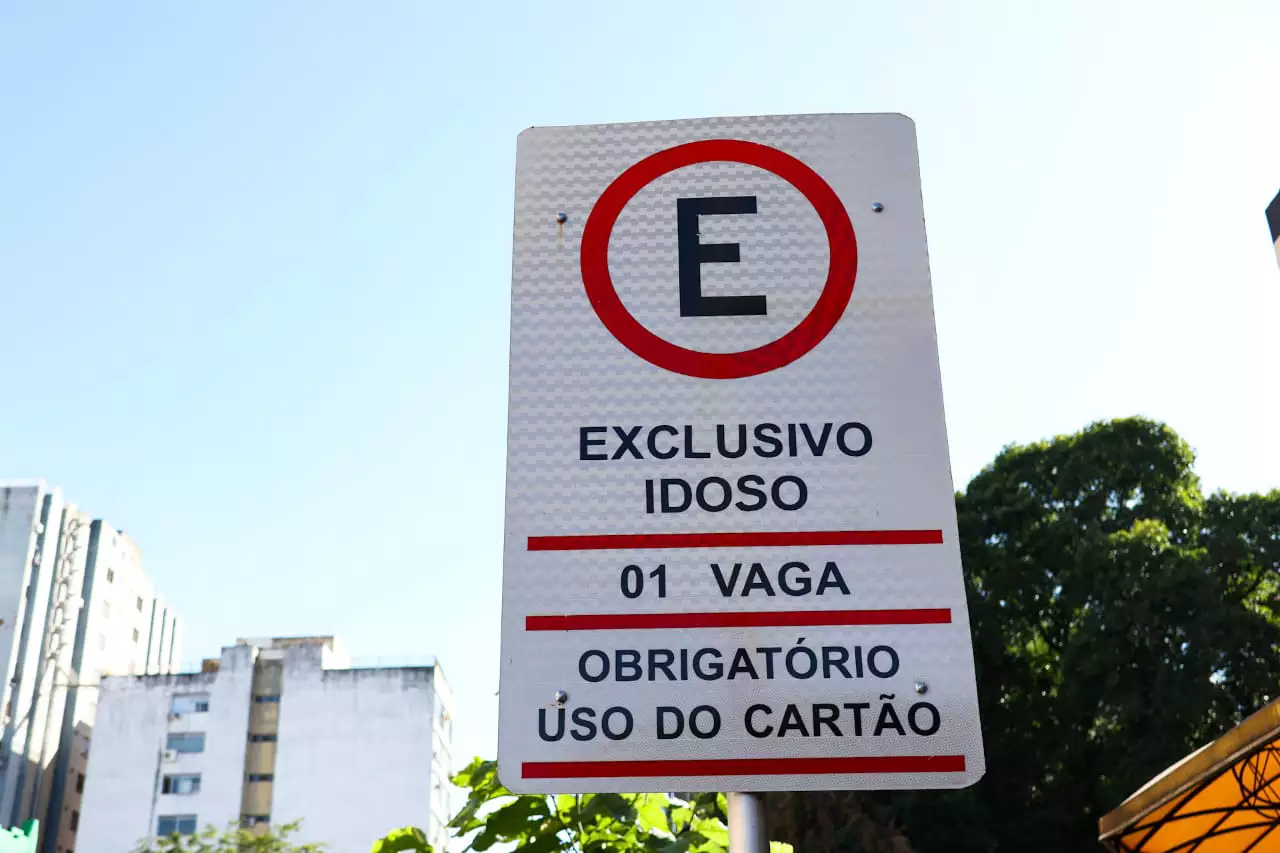 E
EXCLUSIVO
IDOSO
01 VAGA
OBRIGATÓRIO
USO DO CARTÃO